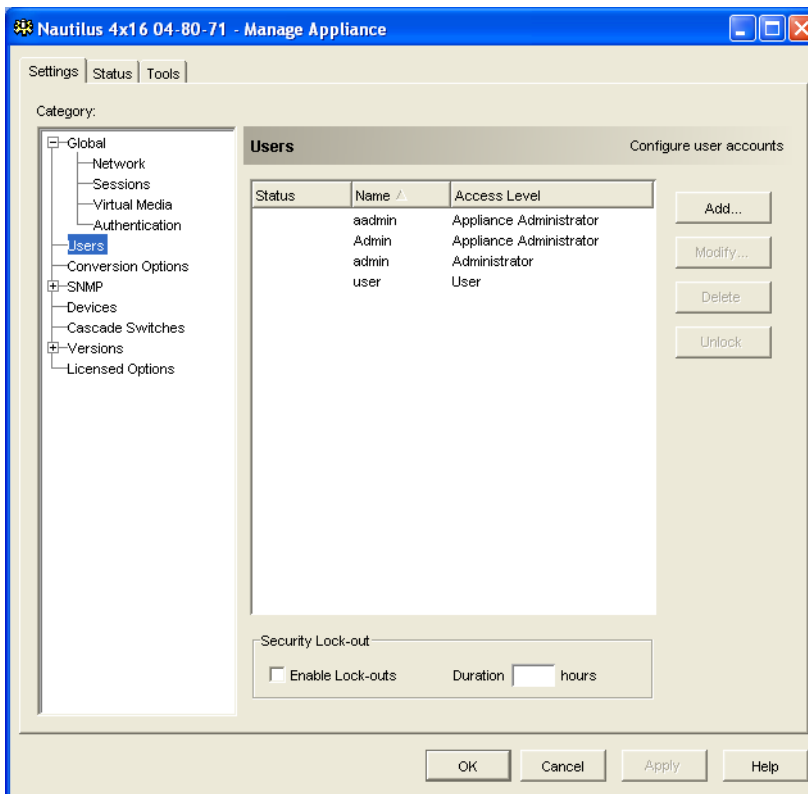 Nautilus 4x16 04-80-71 - Manage Appliance
Settings Status Tools
Category:
Global
Network
Sessions
Virtual Media
Authentication
Users
Conversion Options
SNMP
Devices
Cascade Switches
Versions
Licensed Options
Users Configure user accounts
Status Name Access Level
aadmin Appliance Administrator
Admin Appliance Administrator
admin Administrator
user User
Add...
Modify...
Delete
Unlock
Security Lock-out
Enable Lock-outs Duration hours
OK Cancel Apply Help